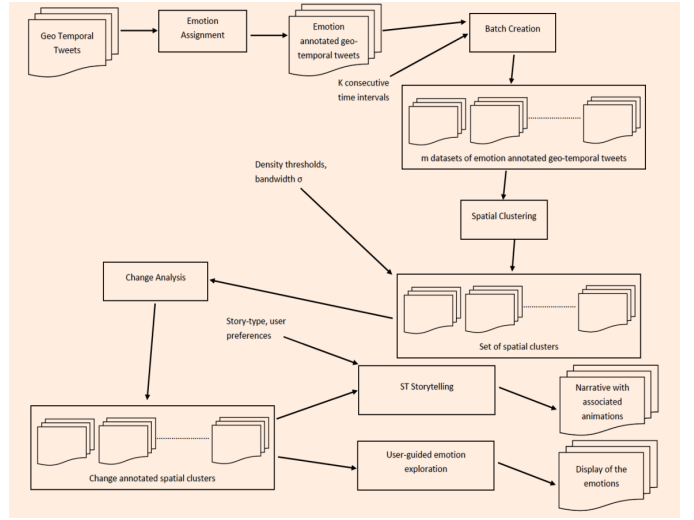 Geo Temporal
Tweets
Emotion
Assignment
Emotion
annotated geo-
temporal tweets
Batch Creation
K consecutive
time intervals
m datasets of emotion annotated geo-temporal tweets
Density thresholds,
bandwidth σ
Spatial Clustering
Change Analysis
Set of spatial clusters
Story-type, user
preferences
ST Storytelling
Narrative with
associated
animations
Change annotated spatial clusters
User-guided emotion
exploration
Display of the
emotions